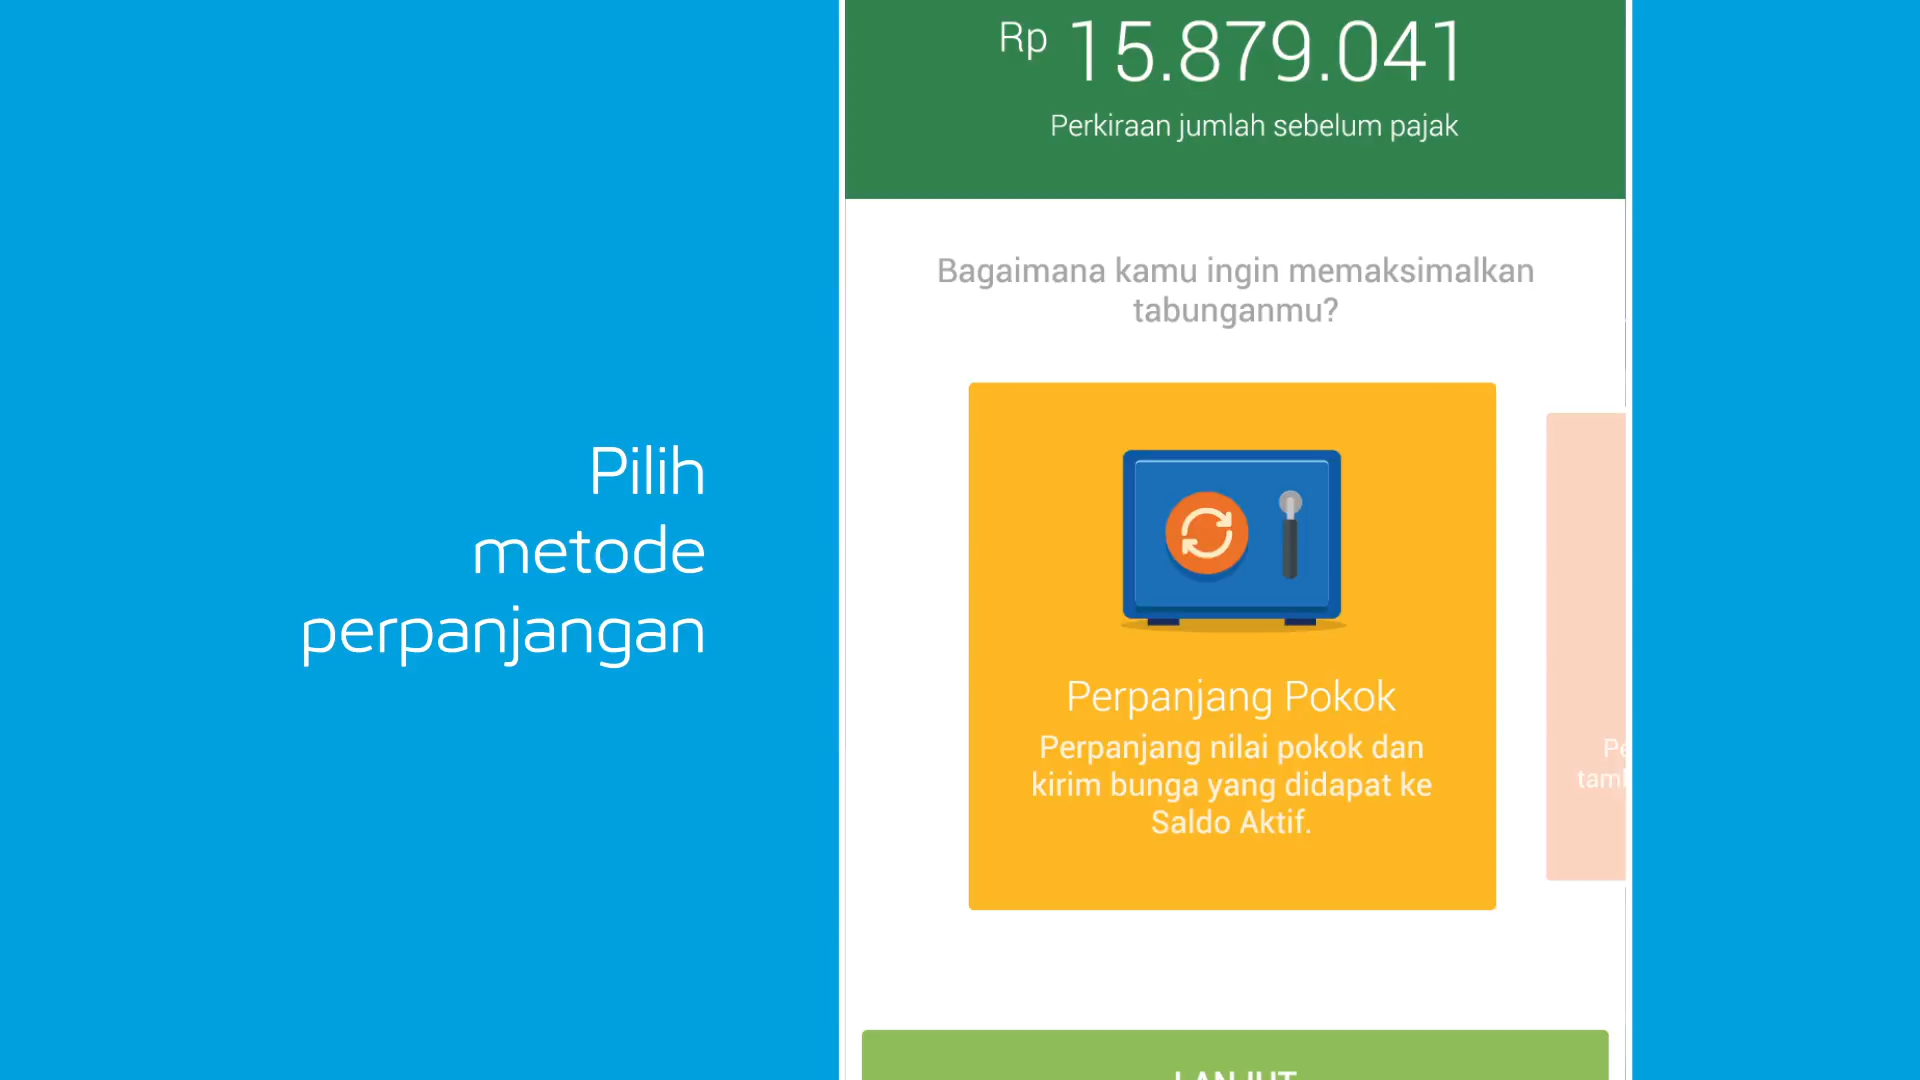 Rp 15.879.041
Perkiraan jumlah sebelum pajak
Bagaimana kamu ingin memaksimalkan
tabunganmu?
Pilih
metode
perpanjangan
Perpanjang Pokok
Perpanjang nilai pokok dan
kirim bunga yang didapat ke
Saldo Aktif.
LANJUT